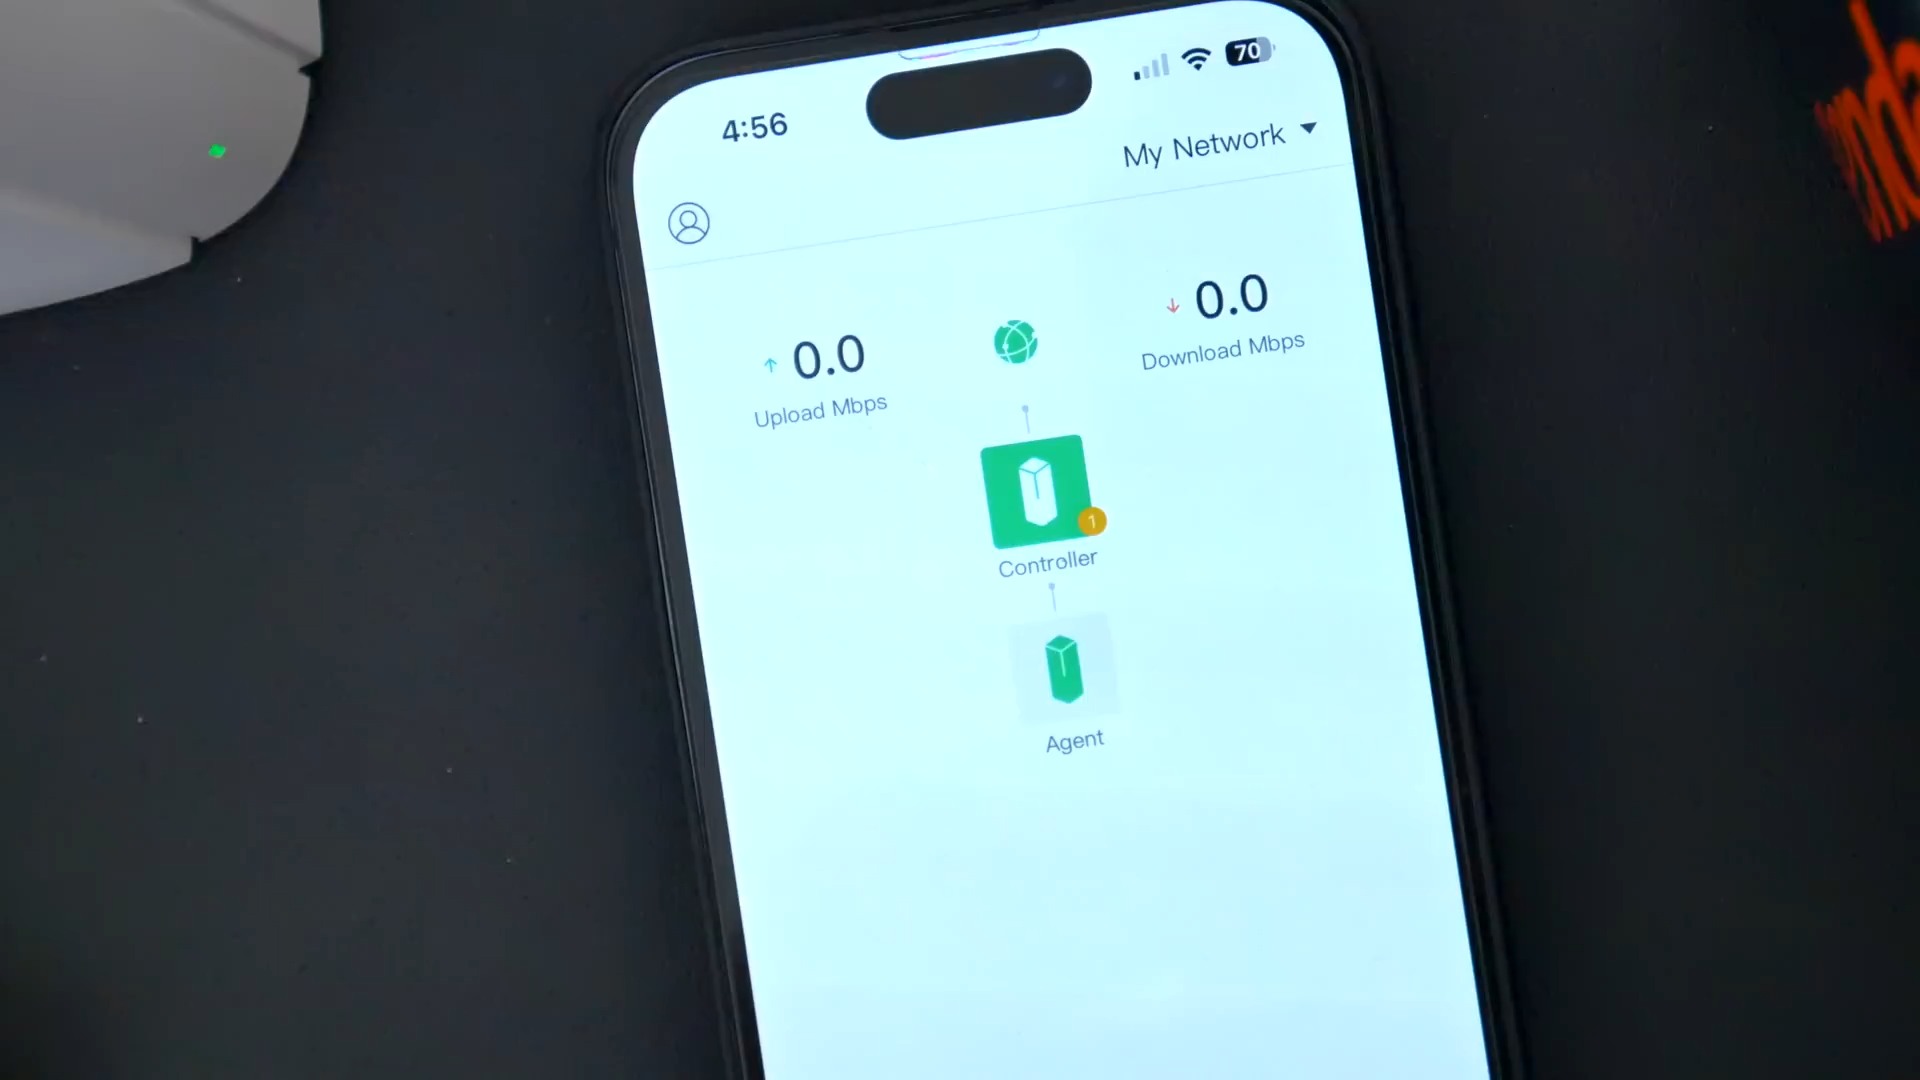 4:56
70
My Network
0.0
Upload Mbps
0.0
Download Mbps
1
Controller
Agent